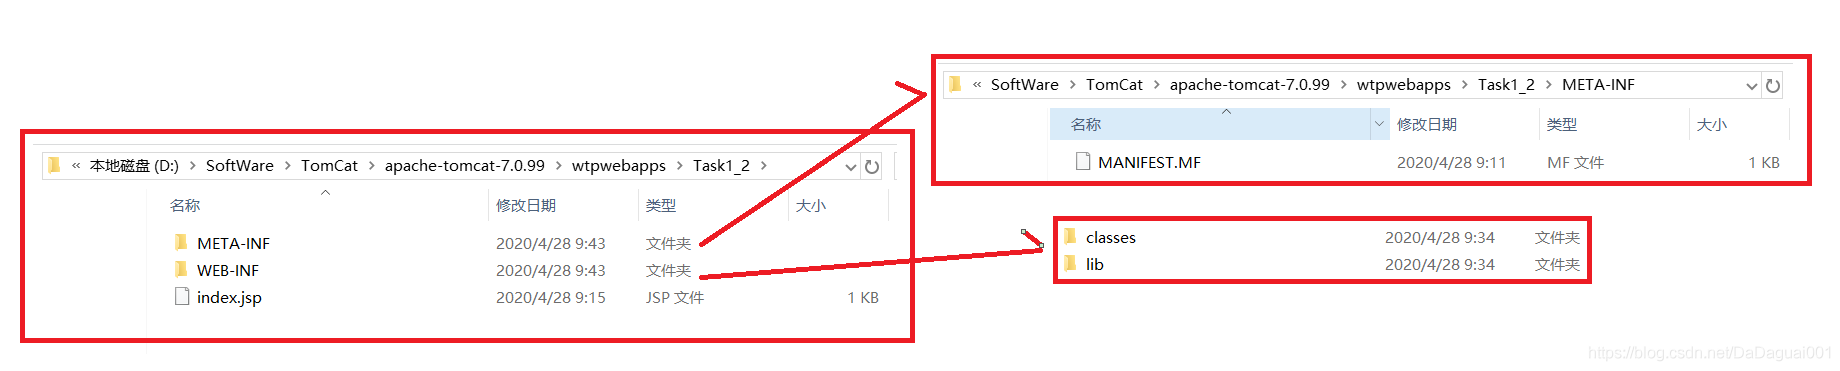 « 本地磁盘 (D:) > SoftWare > TomCat > apache-tomcat-7.0.99 > wtpwebapps > Task1_2 >
名称 修改日期 类型 大小
META-INF 2020/4/28 9:43 文件夹
WEB-INF 2020/4/28 9:43 文件夹
index.jsp 2020/4/28 9:15 JSP 文件 1 KB
« SoftWare > TomCat > apache-tomcat-7.0.99 > wtpwebapps > Task1_2 > META-INF
名称 修改日期 类型 大小
MANIFEST.MF 2020/4/28 9:11 MF 文件 1 KB
classes 2020/4/28 9:34 文件夹
lib 2020/4/28 9:34 文件夹
https://blog.csdn.net/DaDaguai001